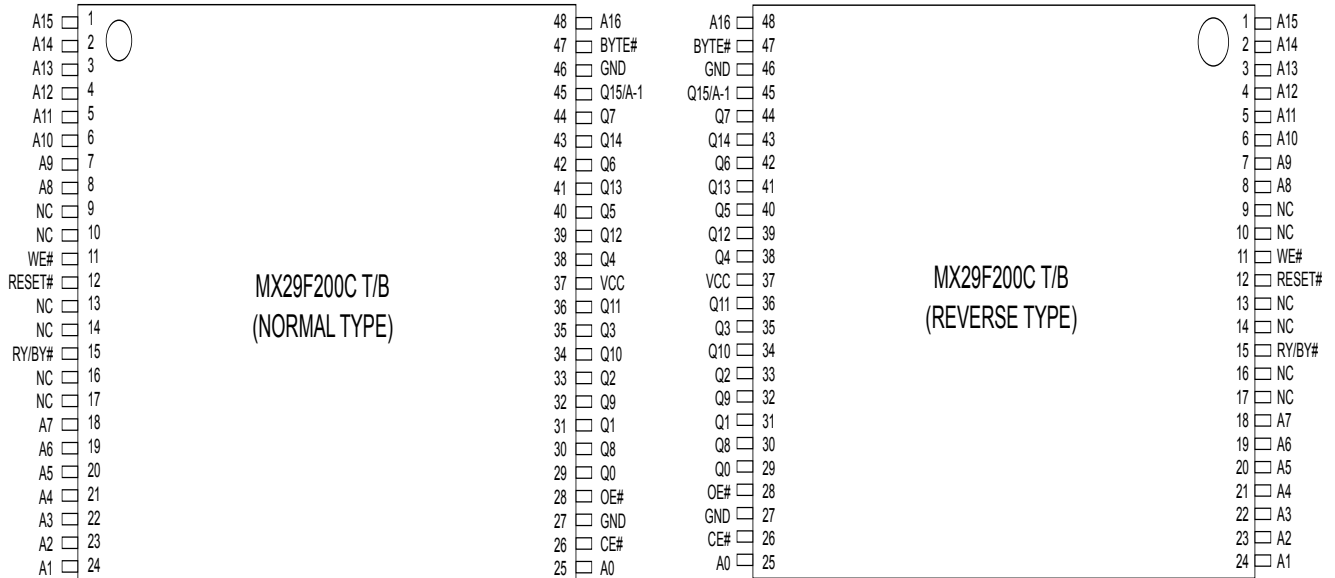 A15 1 48 A16 A16 48 1 A15
A14 2 47 BYTE# BYTE# 47 2 A14
A13 3 46 GND GND 46 3 A13
A12 4 45 Q15/A-1 Q15/A-1 45 4 A12
A11 5 44 Q7 Q7 44 5 A11
A10 6 43 Q14 Q14 43 6 A10
A9 7 42 Q6 Q6 42 7 A9
A8 8 41 Q13 Q13 41 8 A8
NC 9 40 Q5 Q5 40 9 NC
NC 10 39 Q12 Q12 39 10 NC
WE# 11 38 Q4 Q4 38 11 WE#
RESET# 12 37 VCC VCC 37 12 RESET#
MX29F200C T/B MX29F200C T/B
NC 13 36 Q11 Q11 36 13 NC
NC 14 35 Q3 Q3 35 14 NC
(NORMAL TYPE) (REVERSE TYPE)
RY/BY# 15 34 Q10 Q10 34 15 RY/BY#
NC 16 33 Q2 Q2 33 16 NC
NC 17 32 Q9 Q9 32 17 NC
A7 18 31 Q1 Q1 31 18 A7
A6 19 30 Q8 Q8 30 19 A6
A5 20 29 Q0 Q0 29 20 A5
A4 21 28 OE# OE# 28 21 A4
A3 22 27 GND GND 27 22 A3
A2 23 26 CE# CE# 26 23 A2
A1 24 25 A0 A0 25 24 A1